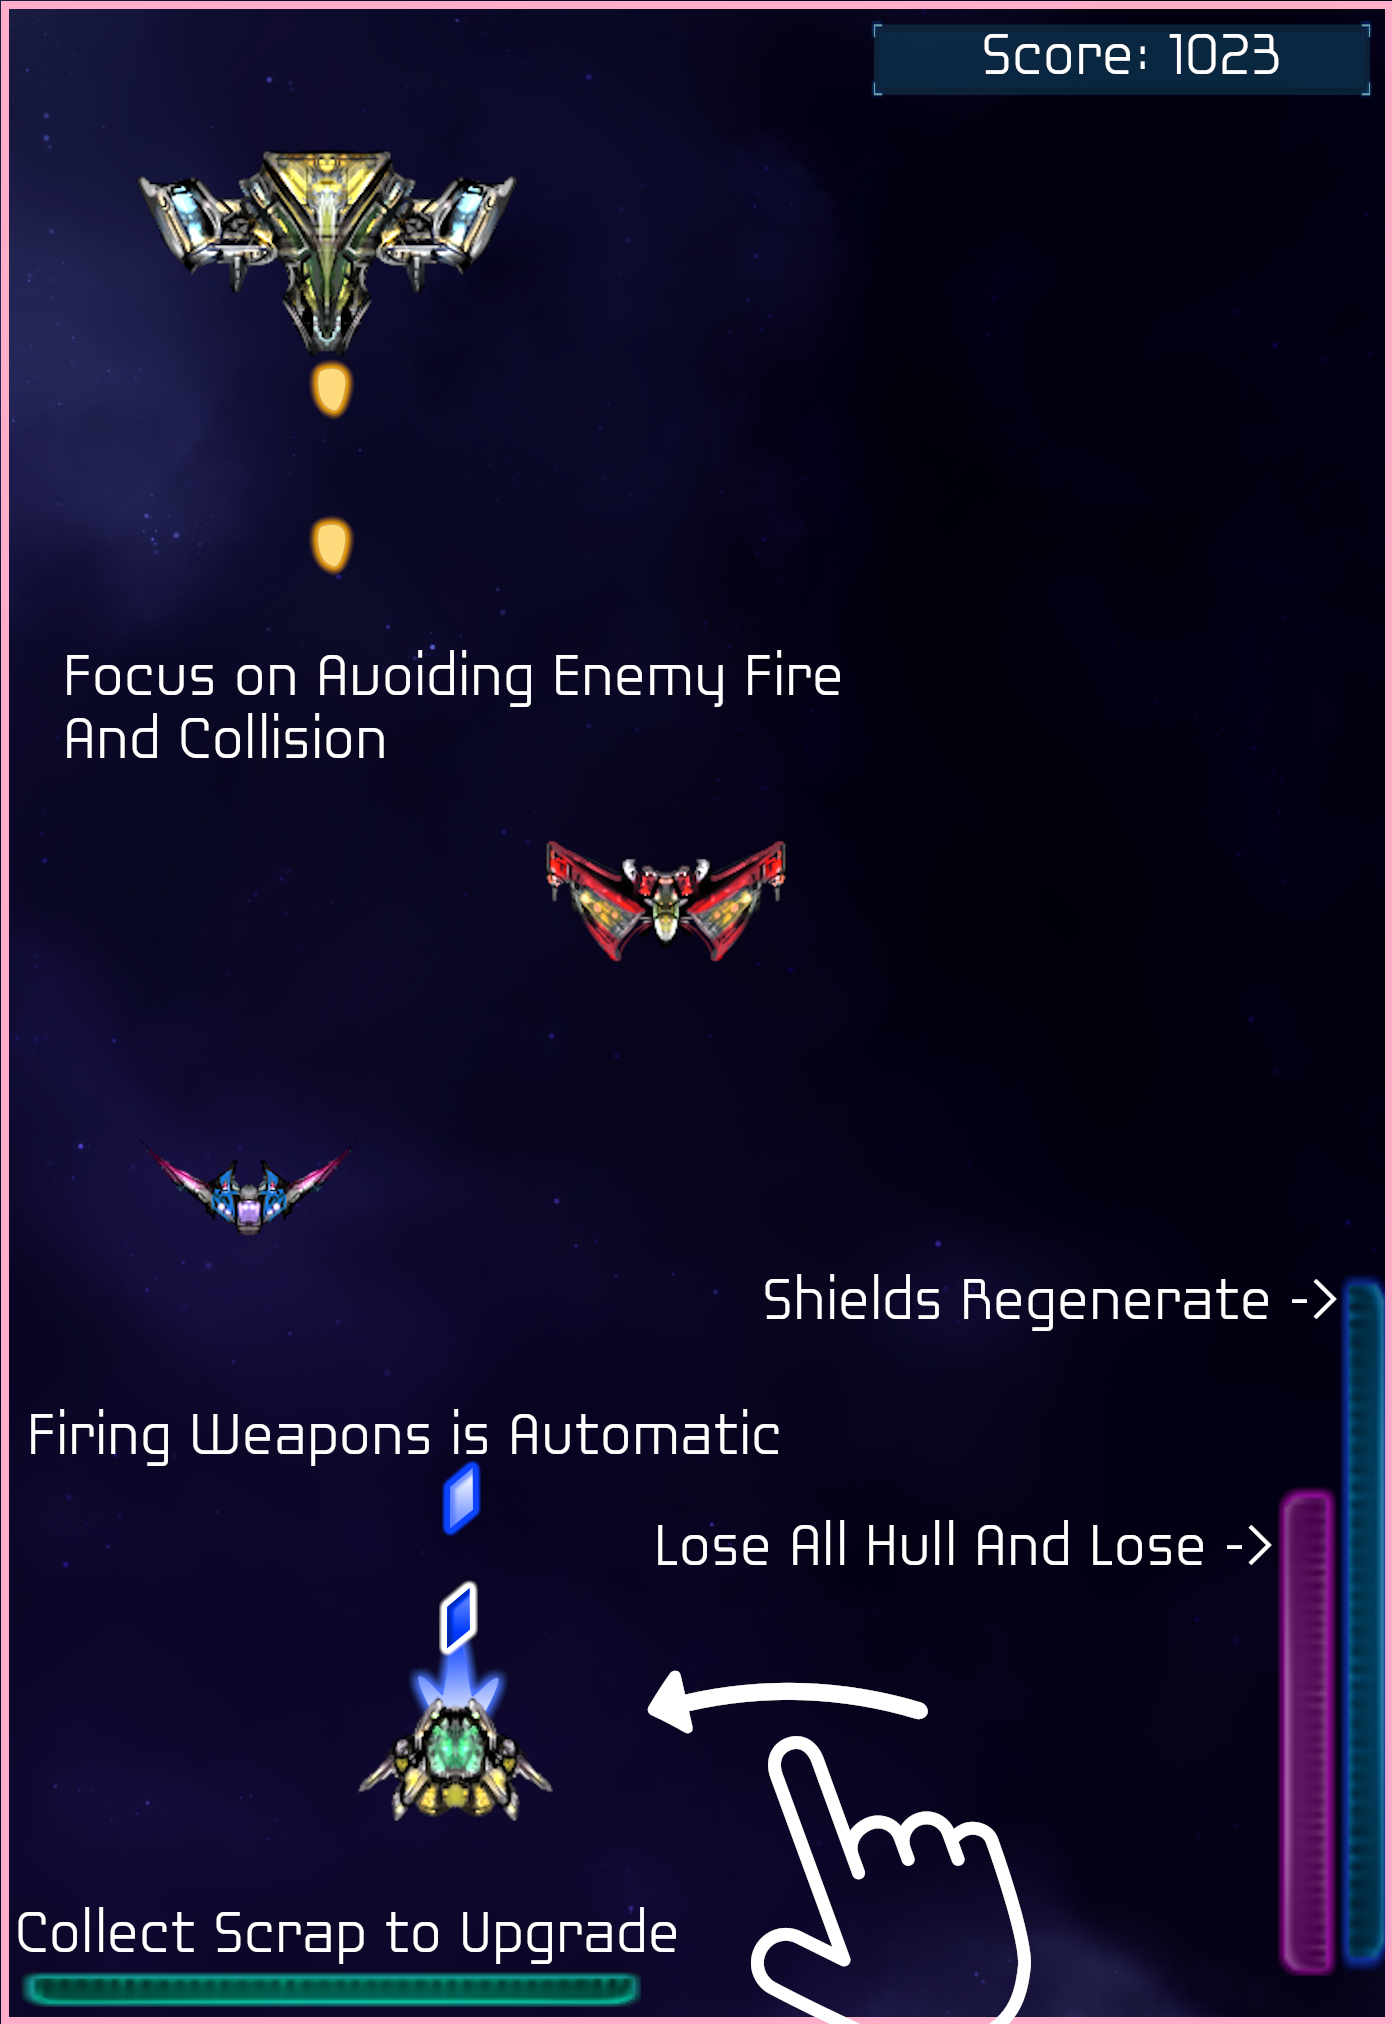 Score: 1023
Focus on Avoiding Enemy Fire
And Collision
Shields Regenerate ->
Firing Weapons is Automatic
Lose All Hull And Lose ->
Collect Scrap to Upgrade